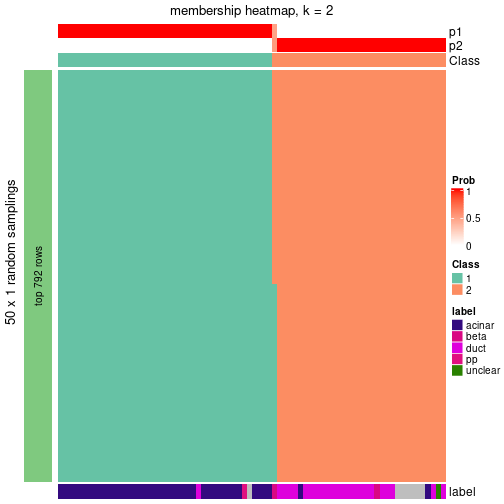 membership heatmap, k = 2
p1
p2
Class
50 x 1 random samplings
top 792 rows
Prob
1
0.5
0
Class
1
2
label
acinar
beta
duct
pp
unclear
label